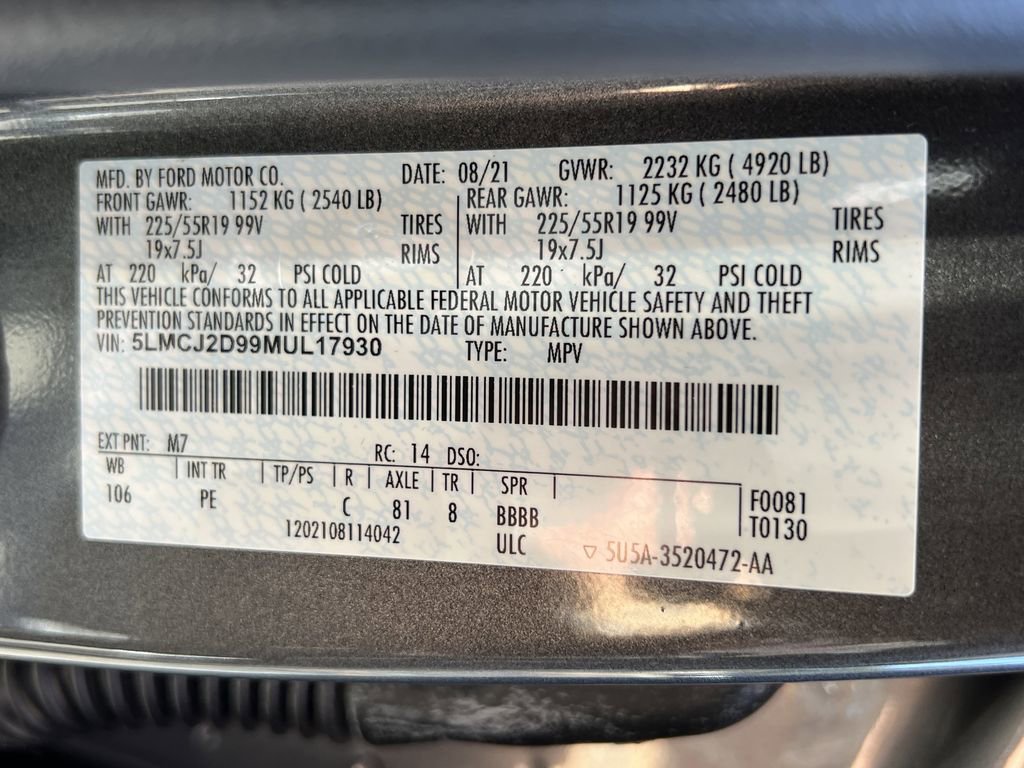 MFD. BY FORD MOTOR CO. DATE: 08/21 GVWR: 2232 KG ( 4920 LB)
FRONT GAWR: 1152 KG ( 2540 LB) REAR GAWR: 1125 KG ( 2480 LB)
WITH 225/55R19 99V TIRES WITH 225/55R19 99V TIRES
19x7.5J RIMS 19x7.5J RIMS
AT 220 kPa/ 32 PSI COLD AT 220 kPa/ 32 PSI COLD
THIS VEHICLE CONFORMS TO ALL APPLICABLE FEDERAL MOTOR VEHICLE SAFETY AND THEFT
PREVENTION STANDARDS IN EFFECT ON THE DATE OF MANUFACTURE SHOWN ABOVE.
VIN: 5LMCJ2D99MUL17930 TYPE: MPV
EXT PNT: M7 RC: 14 DSO:
WB INT TR TP/PS R AXLE TR SPR
106 PE C 81 8 BBBB F0081
1202108114042 ULC T0130
▽ 5U5A-3520472-AA